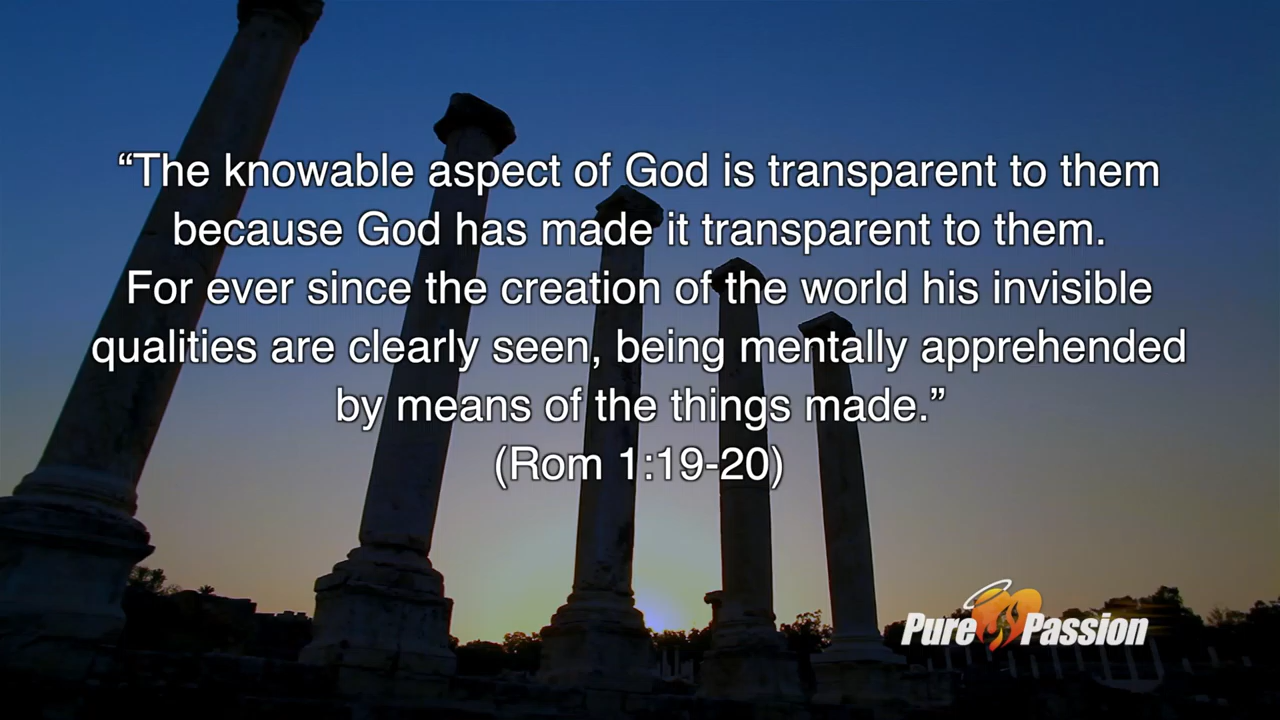 “The knowable aspect of God is transparent to them
because God has made it transparent to them.
For ever since the creation of the world his invisible
qualities are clearly seen, being mentally apprehended
by means of the things made.”
(Rom 1:19-20)
Pure Passion